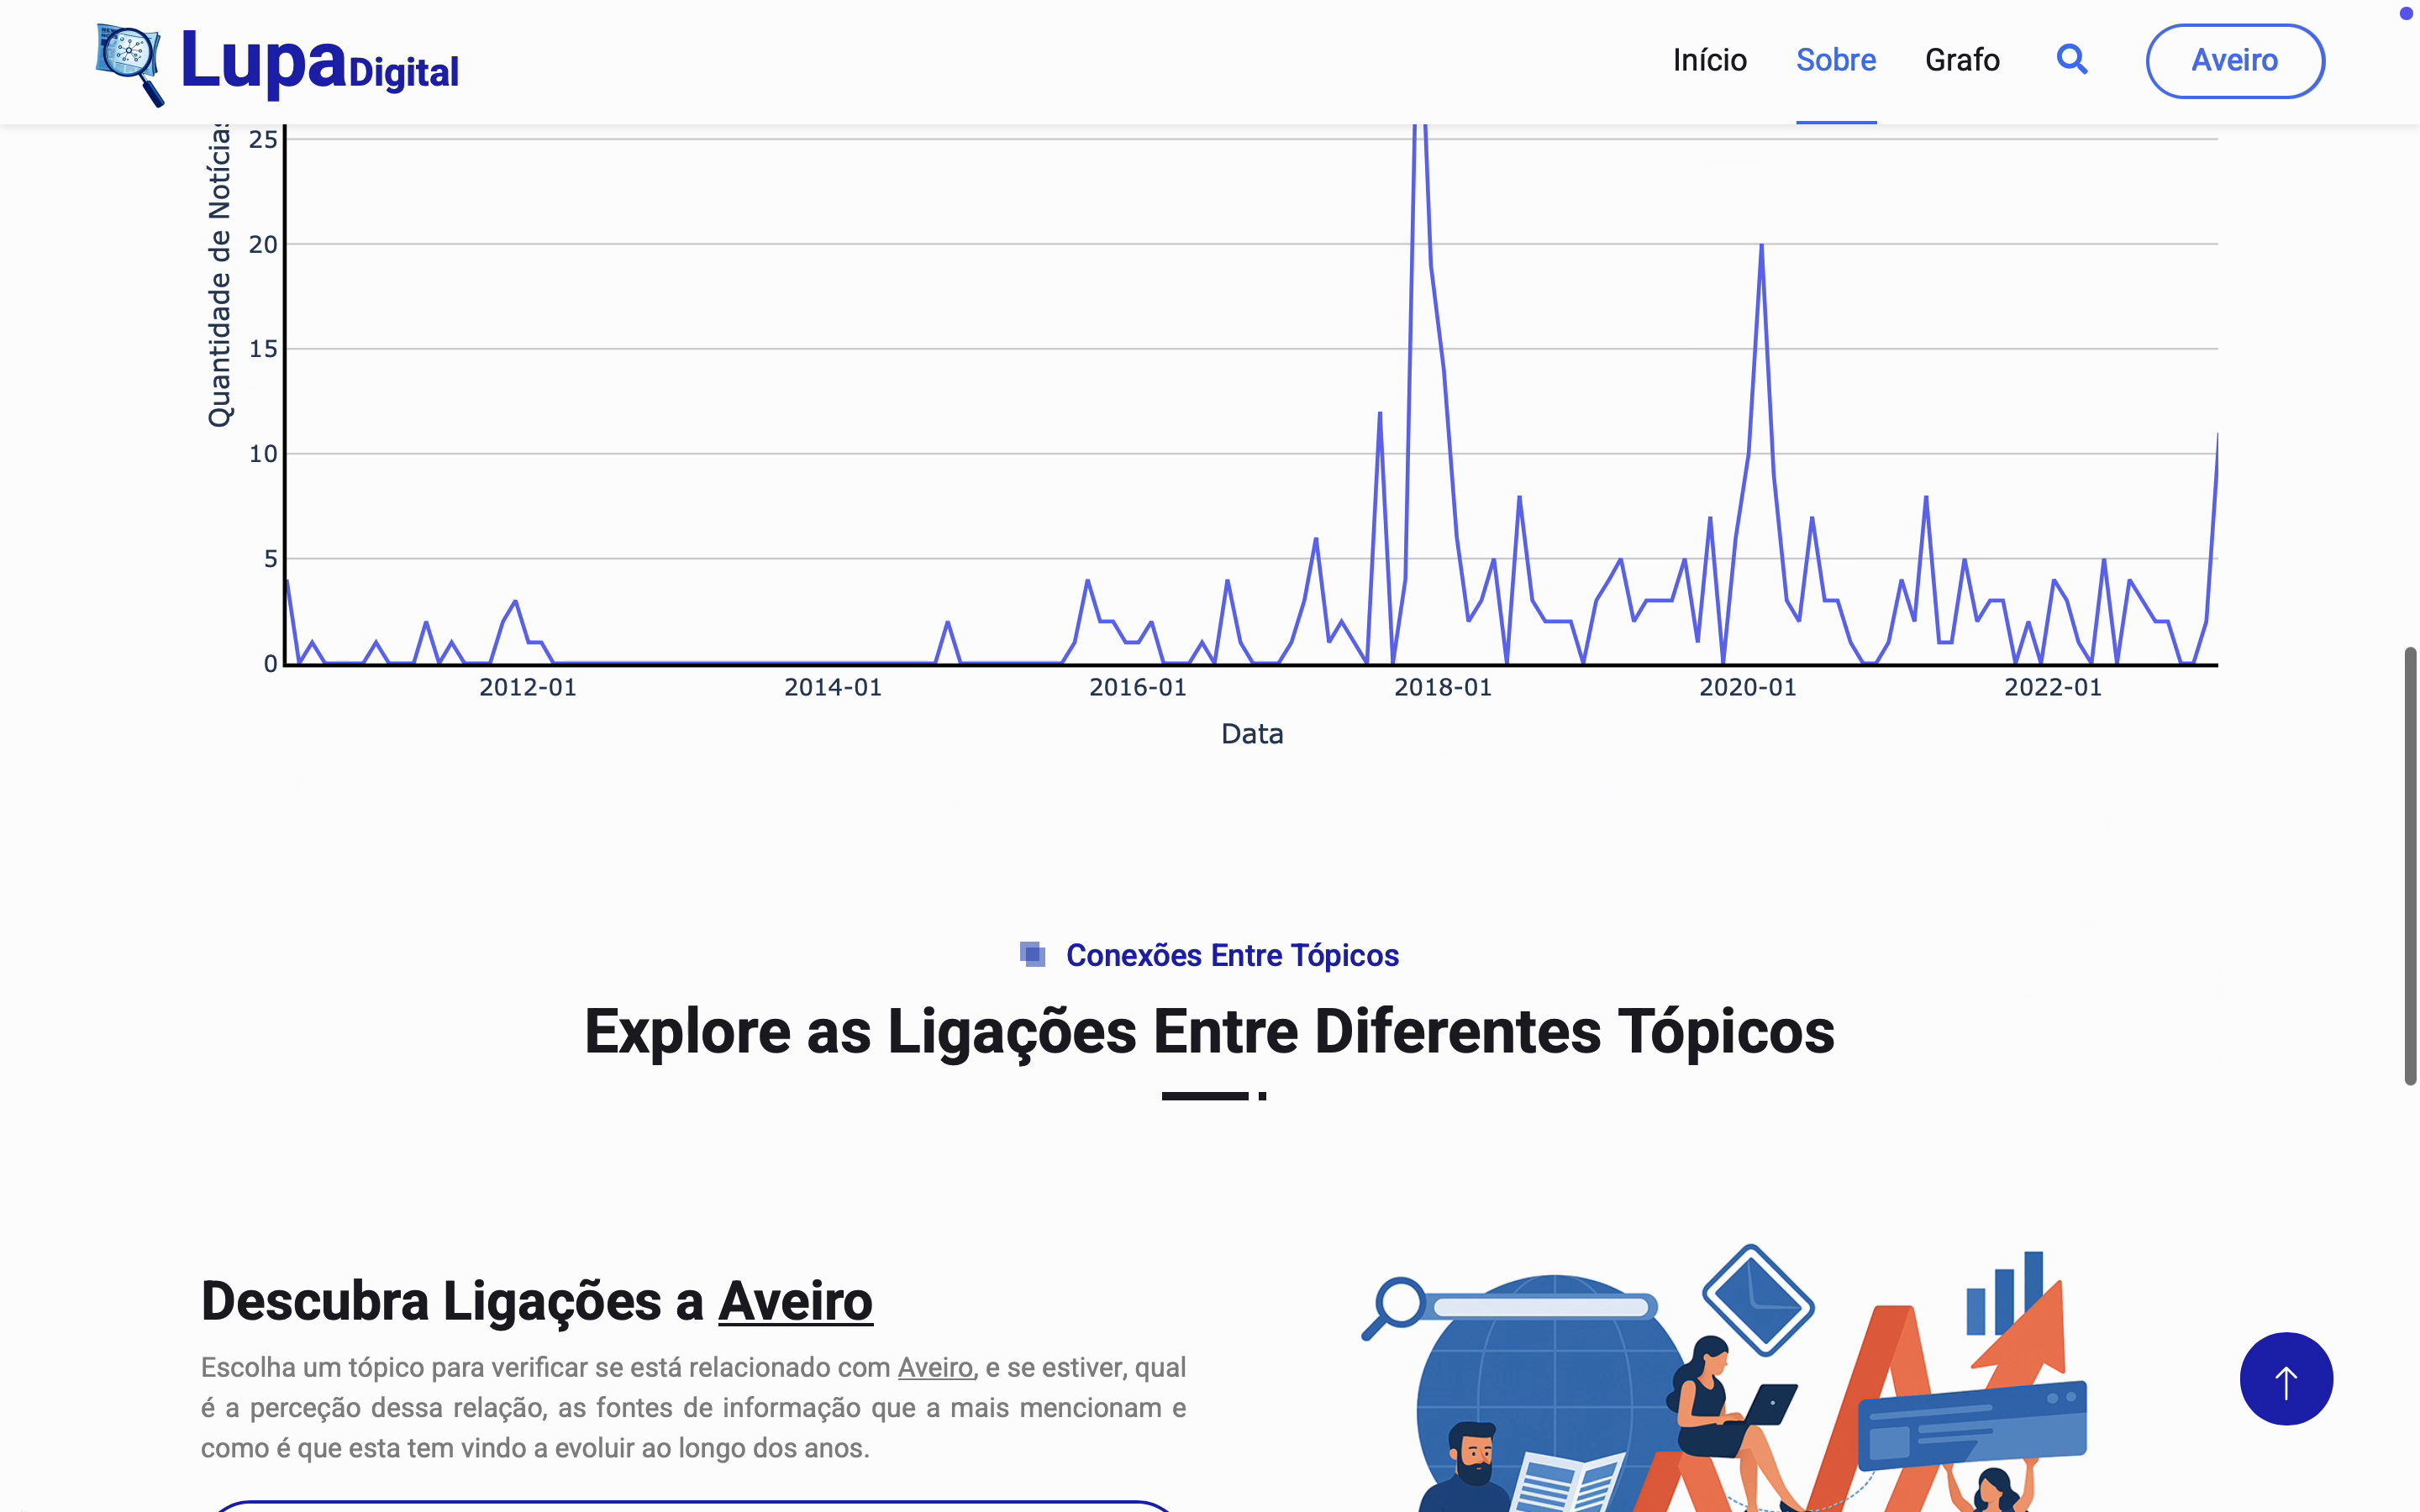 LupaDigital
Início Sobre Grafo Aveiro
Quantidade de Notícias
25
20
15
10
5
0
2012-01 2014-01 2016-01 2018-01 2020-01 2022-01
Data
Conexões Entre Tópicos
Explore as Ligações Entre Diferentes Tópicos
Descubra Ligações a Aveiro
Escolha um tópico para verificar se está relacionado com Aveiro, e se estiver, qual
é a perceção dessa relação, as fontes de informação que a mais mencionam e
como é que esta tem vindo a evoluir ao longo dos anos.